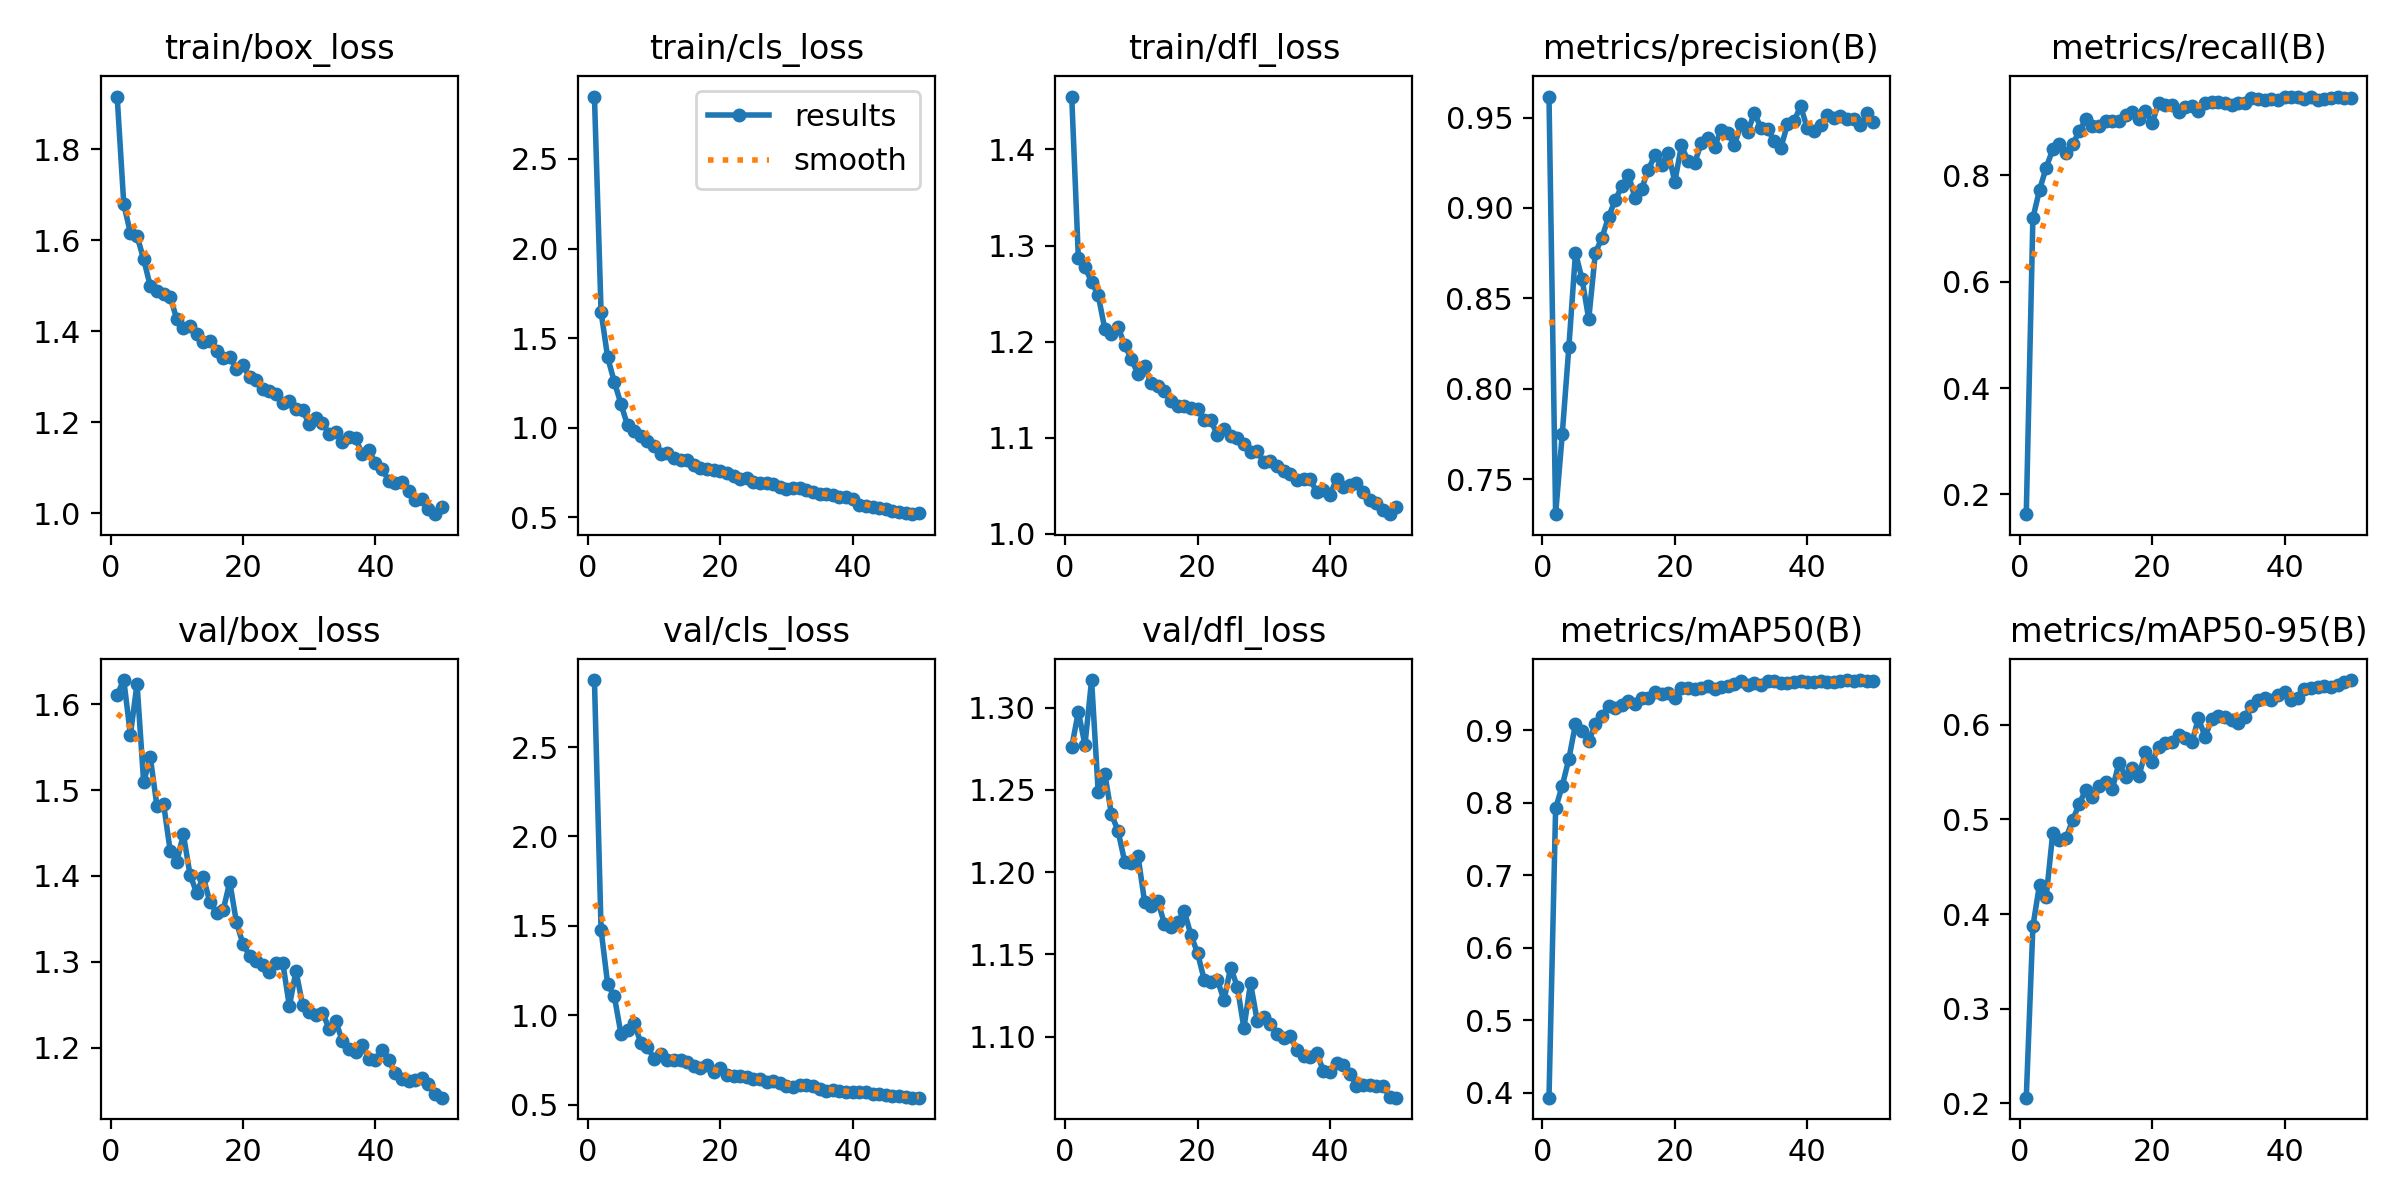 train/box_loss
1.8
1.6
1.4
1.2
1.0
0 20 40
train/cls_loss
results
smooth
2.5
2.0
1.5
1.0
0.5
0 20 40
train/dfl_loss
1.4
1.3
1.2
1.1
1.0
0 20 40
metrics/precision(B)
0.95
0.90
0.85
0.80
0.75
0 20 40
metrics/recall(B)
0.8
0.6
0.4
0.2
0 20 40
val/box_loss
1.6
1.5
1.4
1.3
1.2
0 20 40
val/cls_loss
2.5
2.0
1.5
1.0
0.5
0 20 40
val/dfl_loss
1.30
1.25
1.20
1.15
1.10
0 20 40
metrics/mAP50(B)
0.9
0.8
0.7
0.6
0.5
0.4
0 20 40
metrics/mAP50-95(B)
0.6
0.5
0.4
0.3
0.2
0 20 40